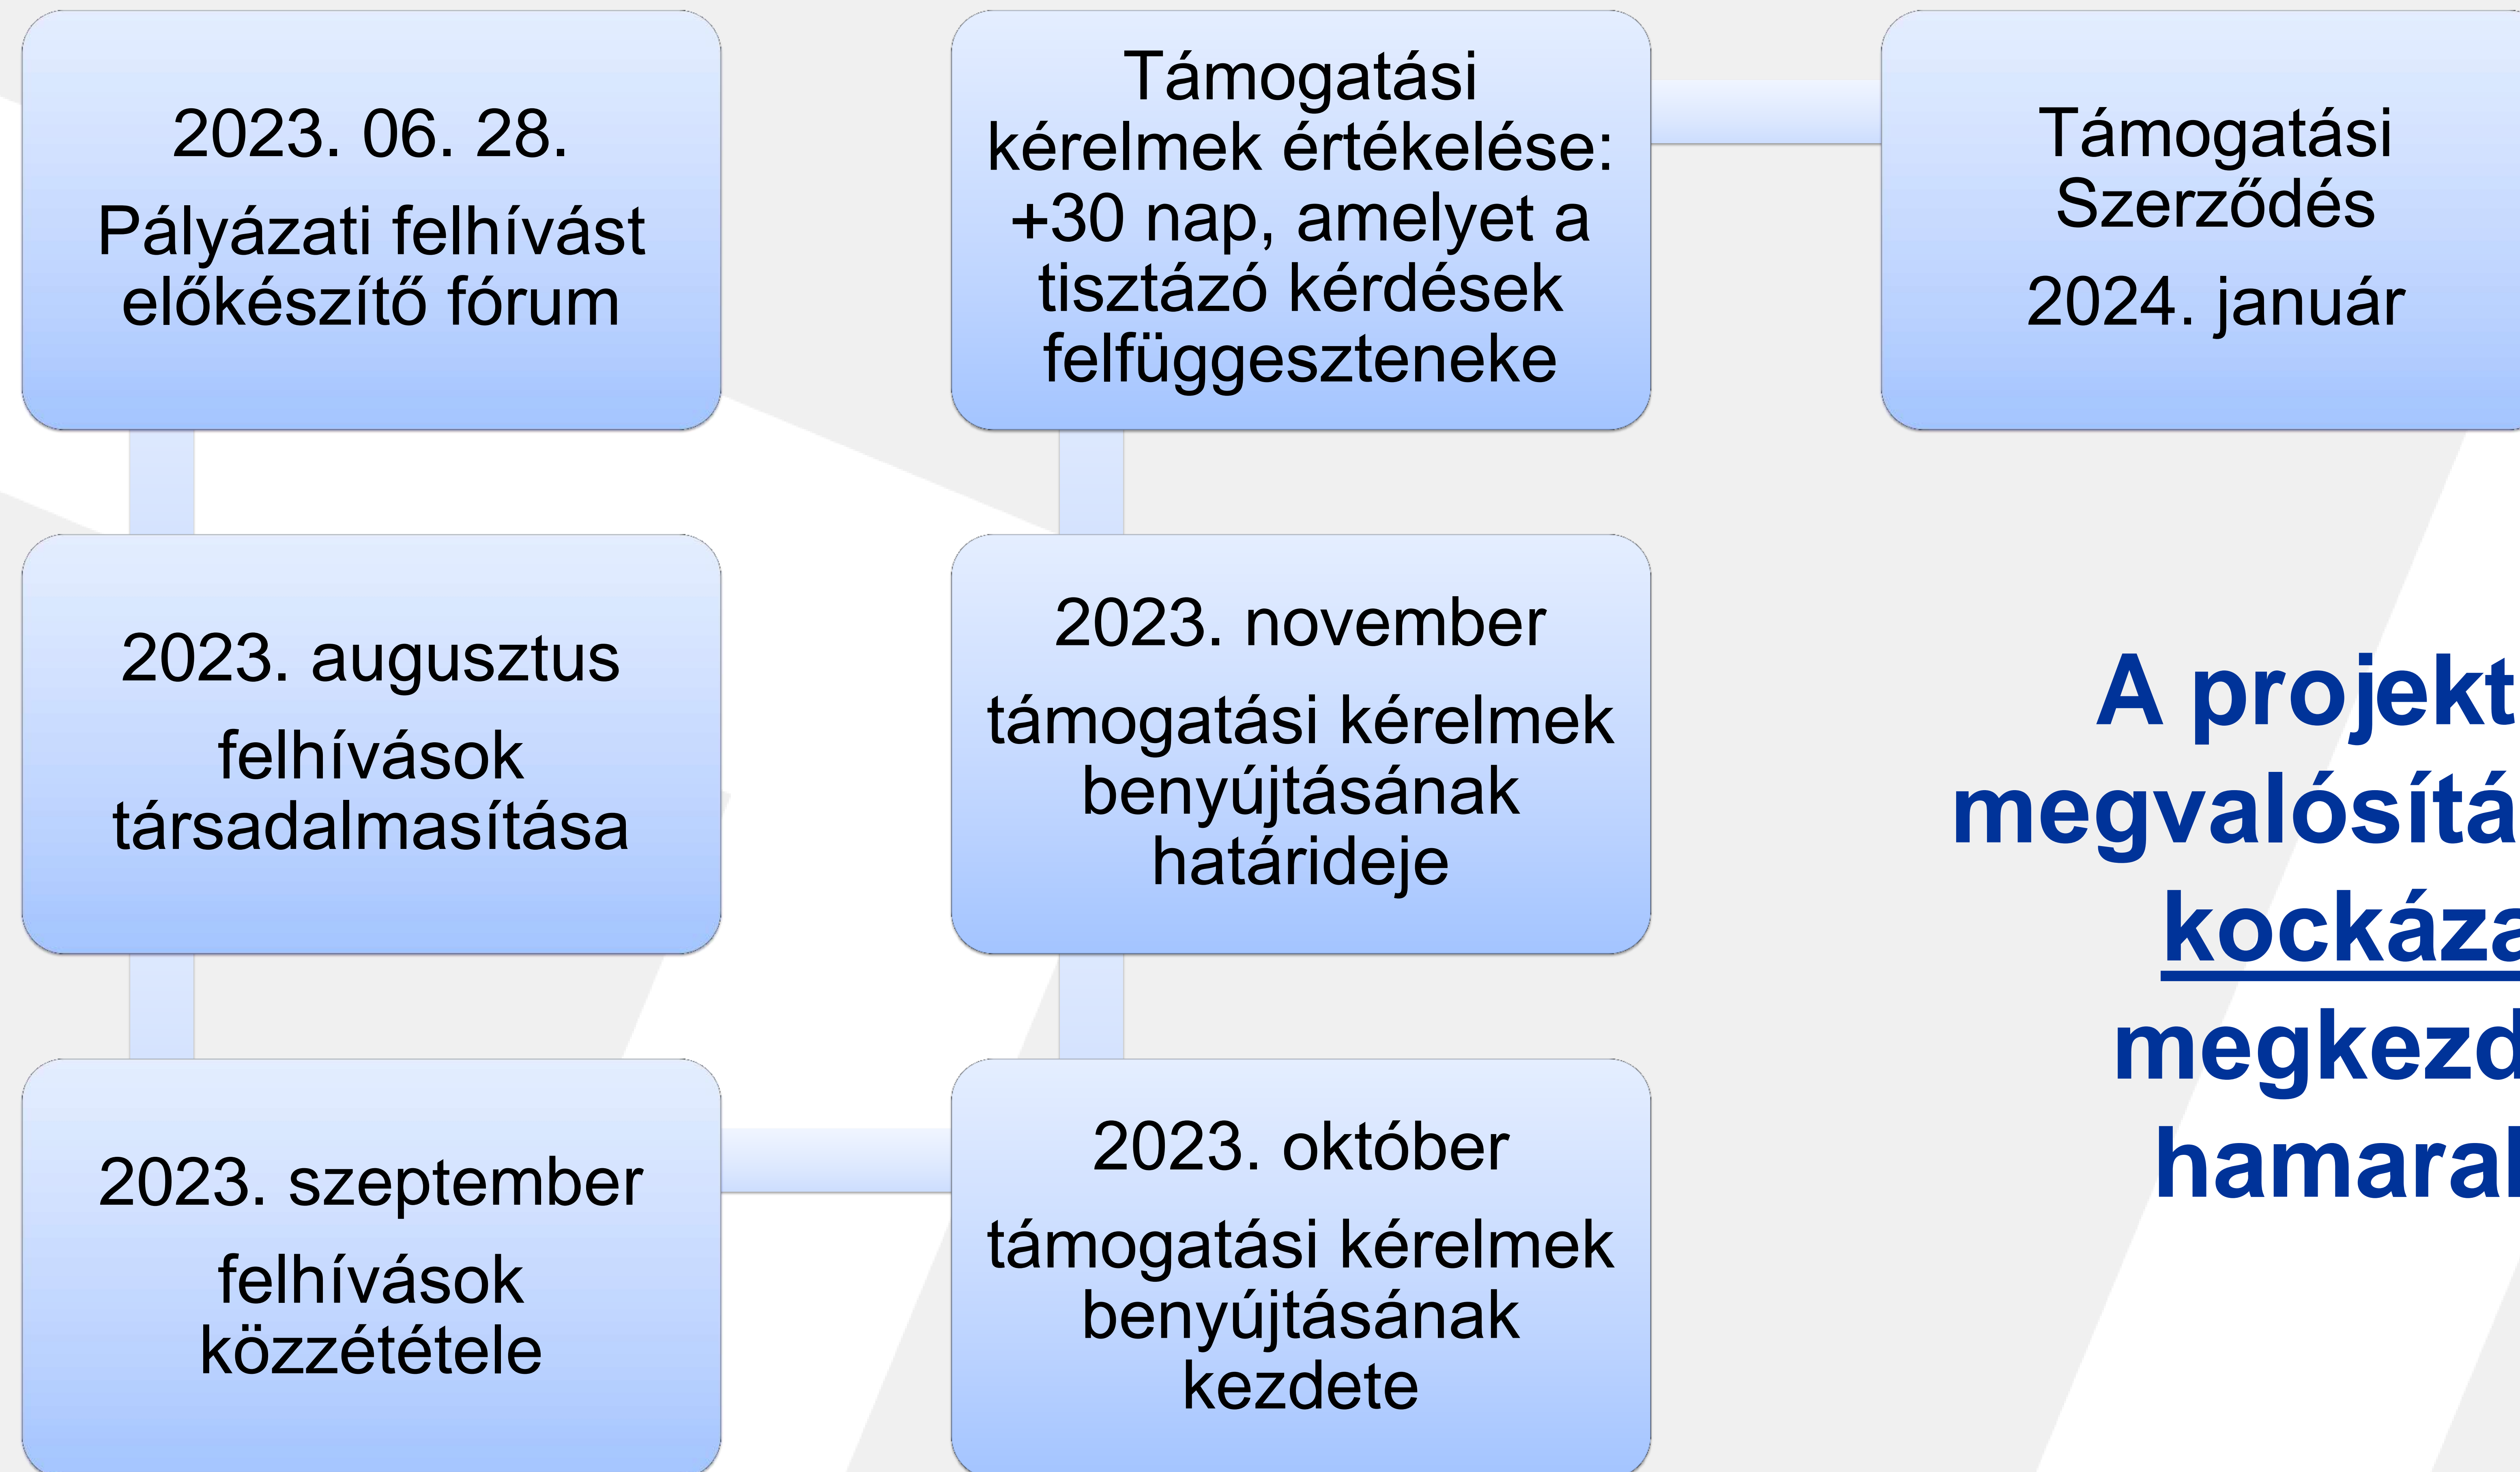 2023. 06. 28.
Pályázati felhívást
előkészítő fórum
2023. augusztus
felhívások
társadalmasítása
2023. szeptember
felhívások
közzététele
2023. október
támogatási kérelmek
benyújtásának
kezdete
2023. november
támogatási kérelmek
benyújtásának
határideje
Támogatási
kérelmek értékelése:
+30 nap, amelyet a
tisztázó kérdések
felfüggeszteneke
Támogatási
Szerződés
2024. január
A projekt